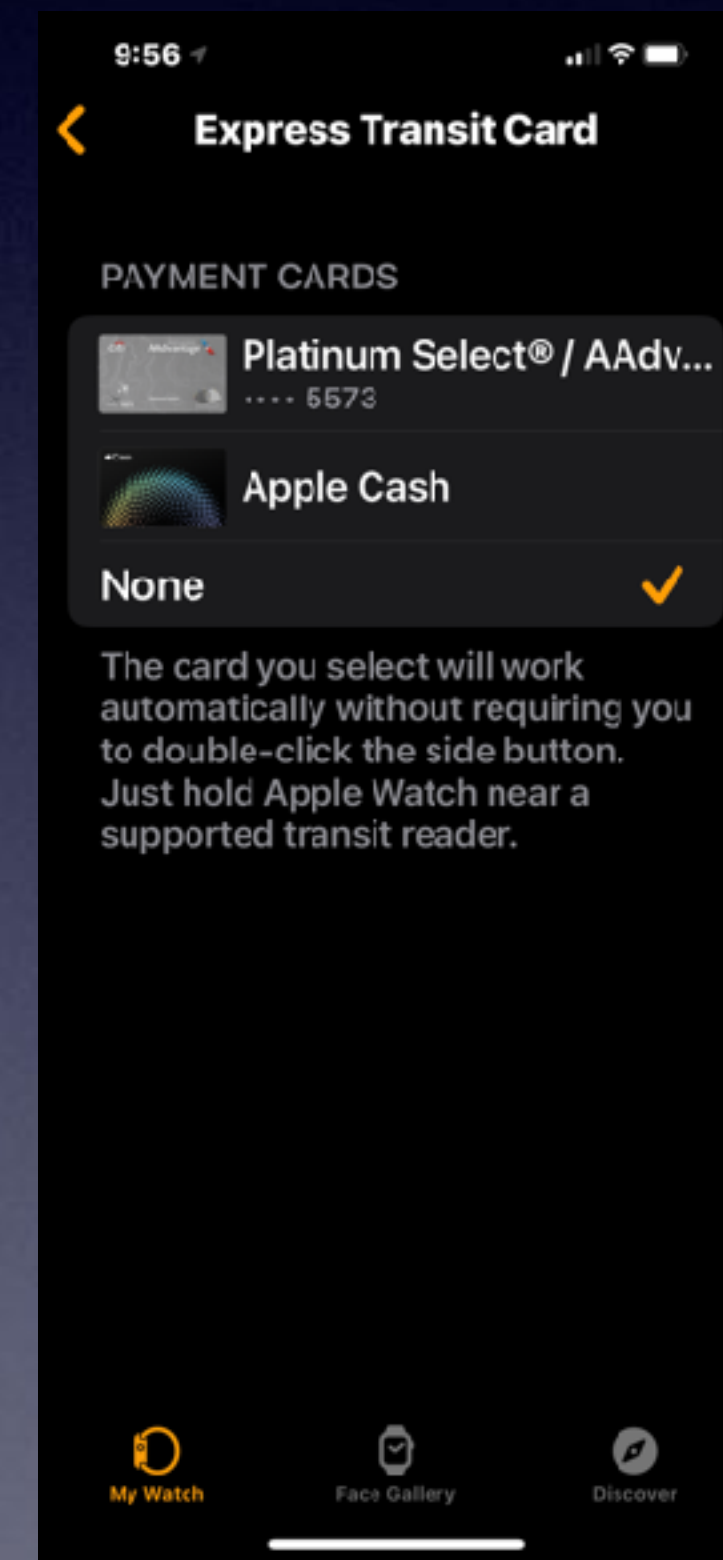 9:56
Express Transit Card
PAYMENT CARDS
Platinum Select® / AAdv...
•••• 5573
Apple Cash
None
The card you select will work
automatically without requiring you
to double-click the side button.
Just hold Apple Watch near a
supported transit reader.
My Watch
Face Gallery
Discover